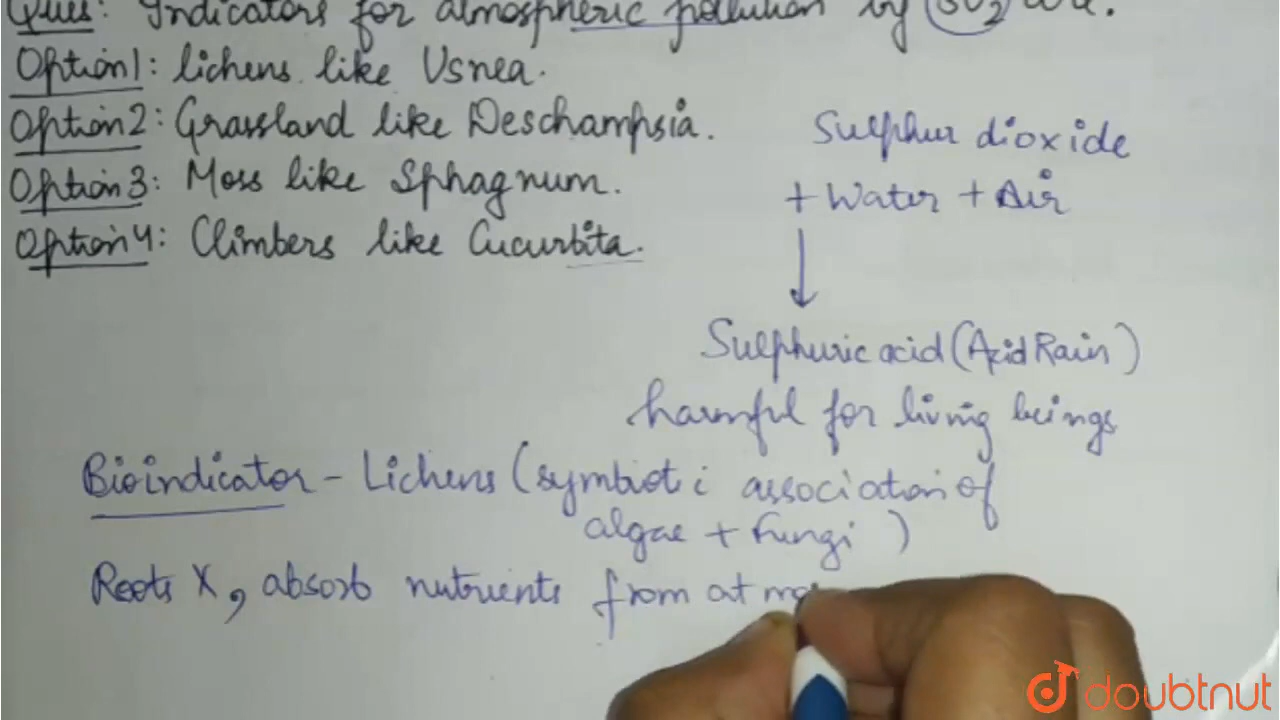 Ques: Indicators for atmospheric pollution by SO2 are.
Option1: lichens like Usnea.
Option2: Grassland like Deschampsia.
Option3: Moss like Sphagnum.
Option4: Climbers like Cucurbita.
Sulphur dioxide
+ Water + Air
↓
Sulphuric acid (Acid Rain)
harmful for living beings
Bioindicator - Lichens (symbioti c association of
algae + Fungi )
Roots X, absorb nutrients from atmo
doubtnut